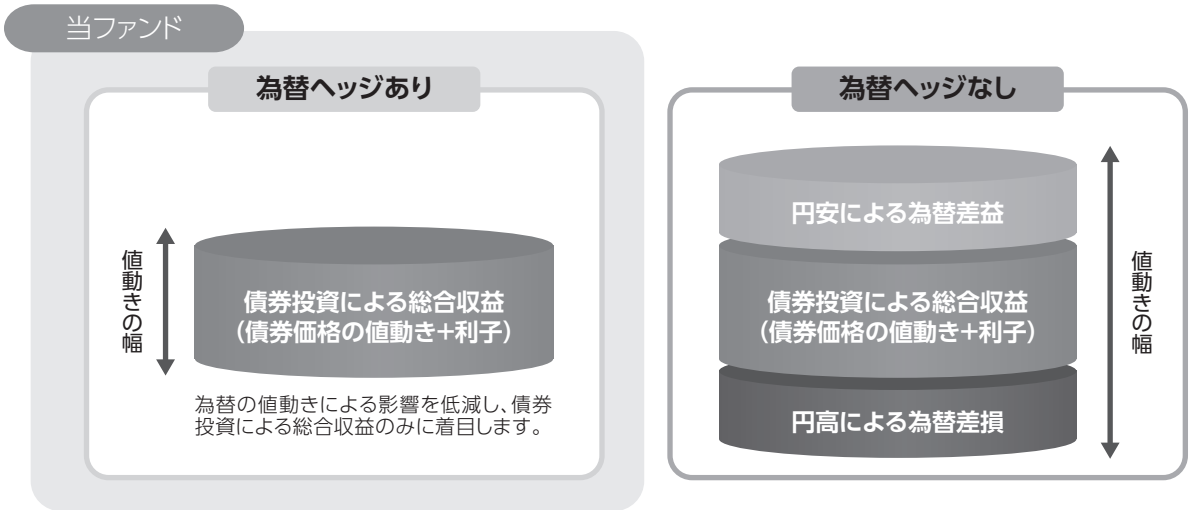 当ファンド
為替ヘッジあり
値動きの幅
債券投資による総合収益
(債券価格の値動き+利子)
為替の値動きによる影響を低減し、債券
投資による総合収益のみに着目します。
為替ヘッジなし
円安による為替差益
債券投資による総合収益
(債券価格の値動き+利子)
円高による為替差損
値動きの幅